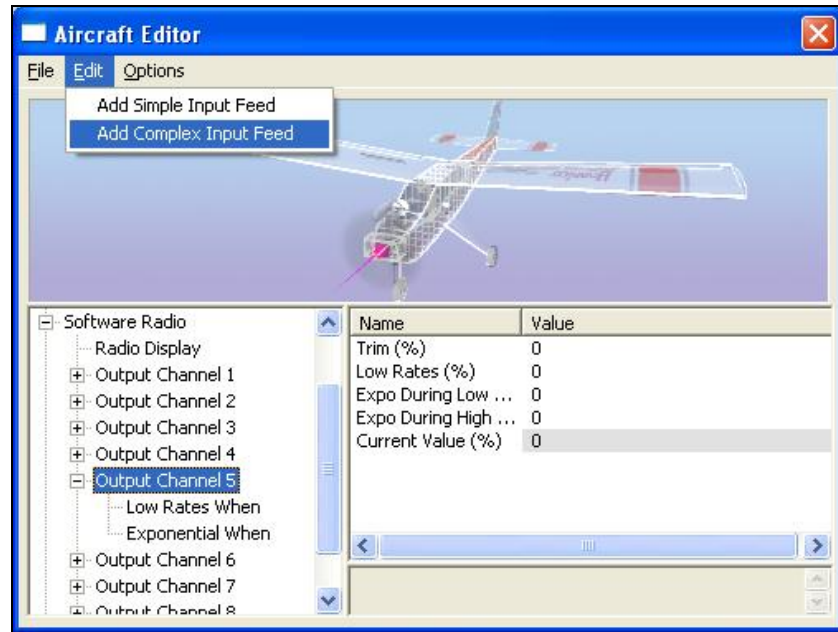 Aircraft Editor
File Edit Options
Add Simple Input Feed
Add Complex Input Feed
Software Radio
Radio Display
Output Channel 1
Output Channel 2
Output Channel 3
Output Channel 4
Output Channel 5
Low Rates When
Exponential When
Output Channel 6
Output Channel 7
Output Channel 8
Name Value
Trim (%) 0
Low Rates (%) 0
Expo During Low ... 0
Expo During High ... 0
Current Value (%) 0